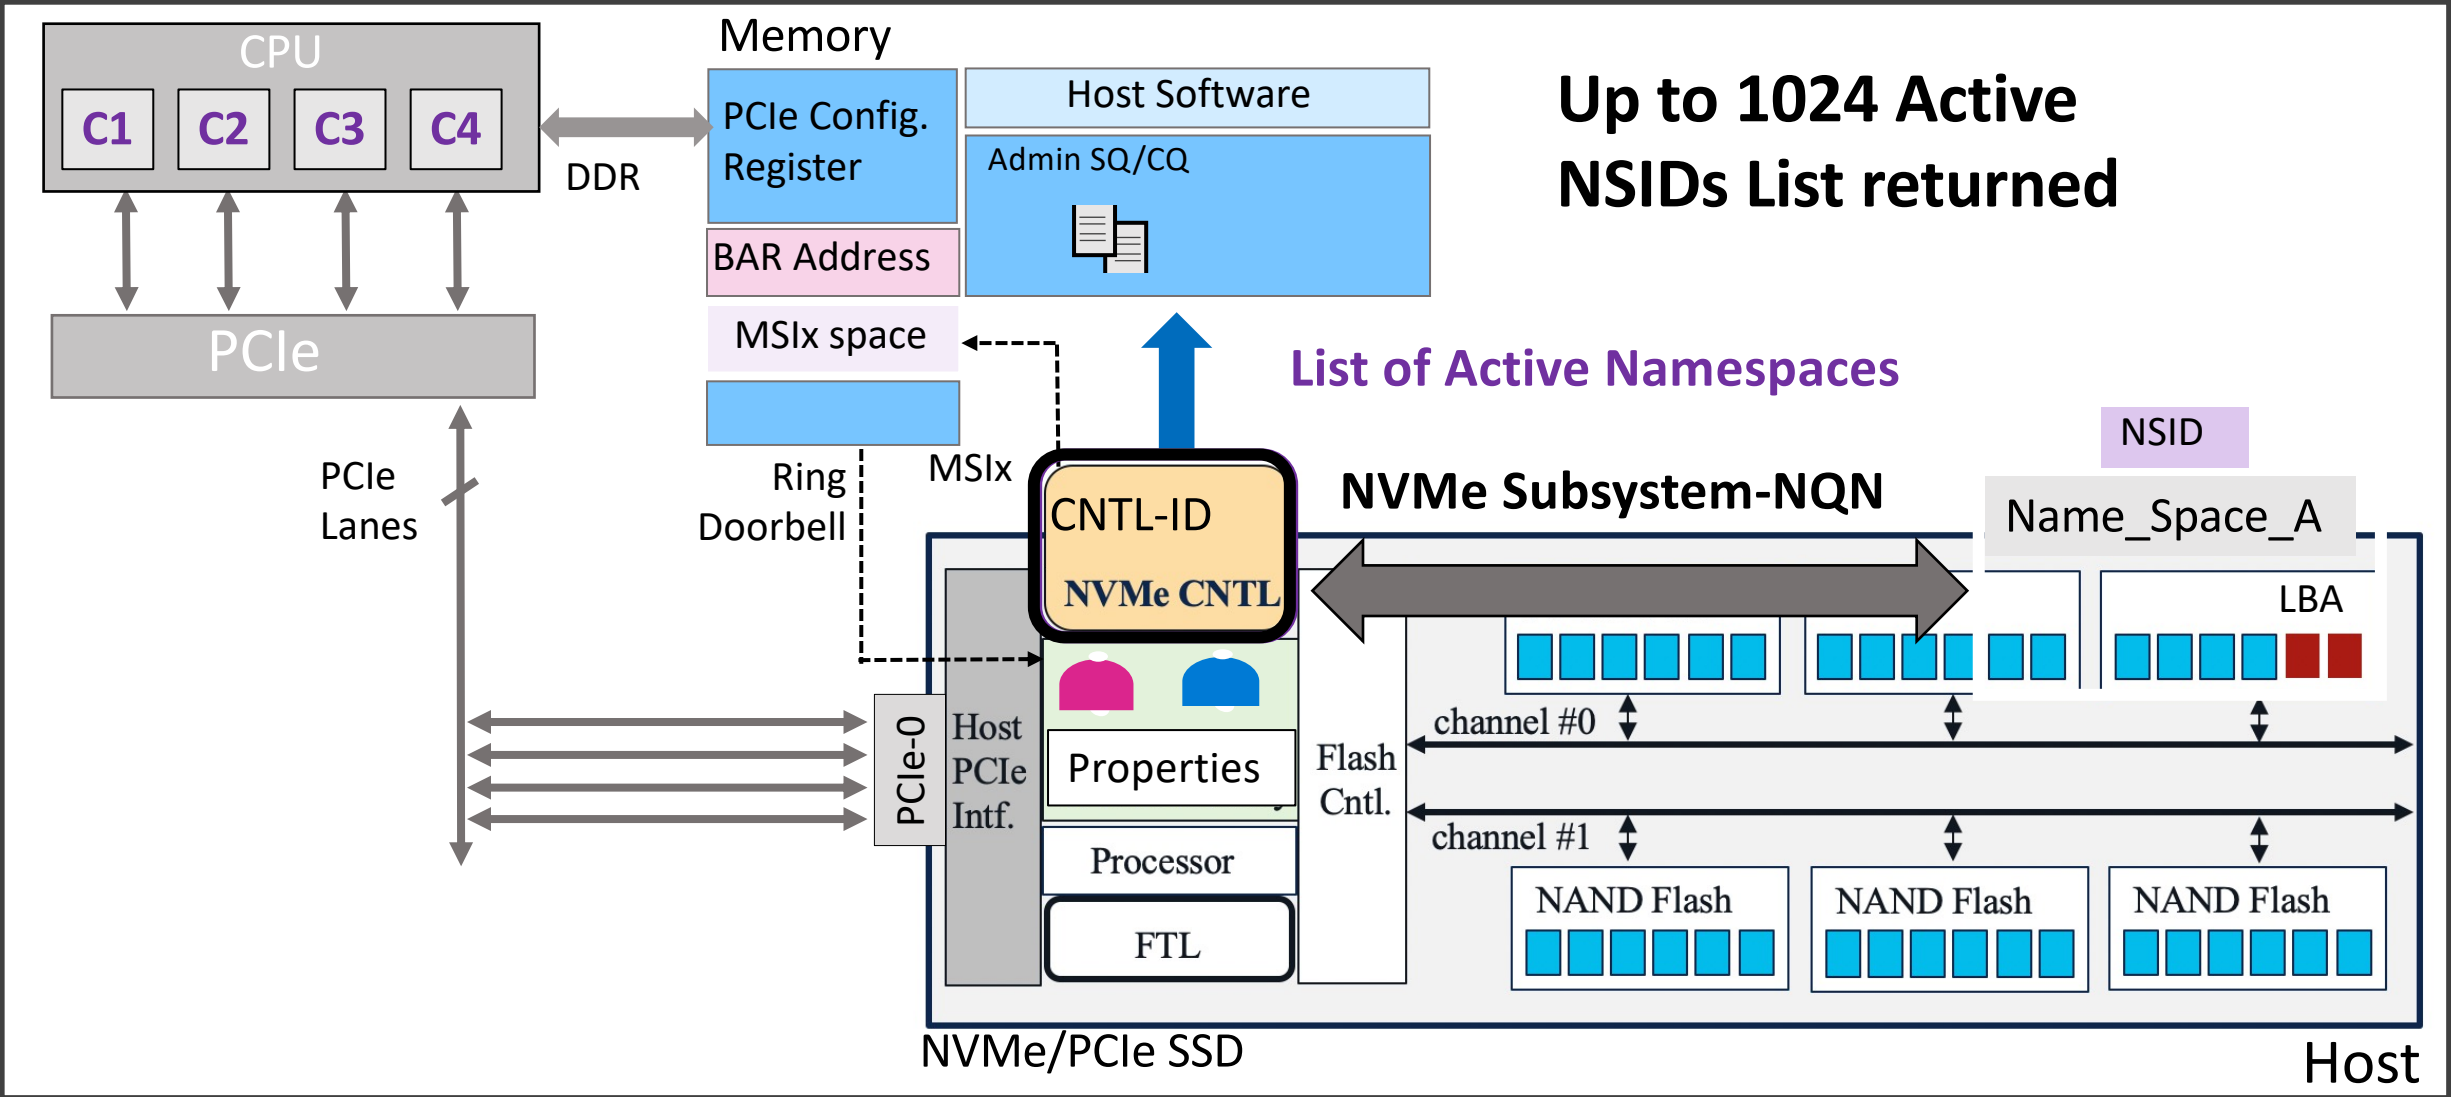 CPU
C1
C2
C3
C4
DDR
PCIe
PCIe
Lanes
Memory
PCIe Config.
Register
BAR Address
MSIx space
Host Software
Admin SQ/CQ
Up to 1024 Active
NSIDs List returned
List of Active Namespaces
Ring
Doorbell
MSIx
CNTL-ID
NVMe CNTL
NVMe Subsystem-NQN
NSID
Name_Space_A
LBA
PCIe-0
Host
PCIe
Intf.
Properties
Processor
FTL
Flash
Cntl.
channel #0
channel #1
NAND Flash
NAND Flash
NAND Flash
NVMe/PCIe SSD
Host